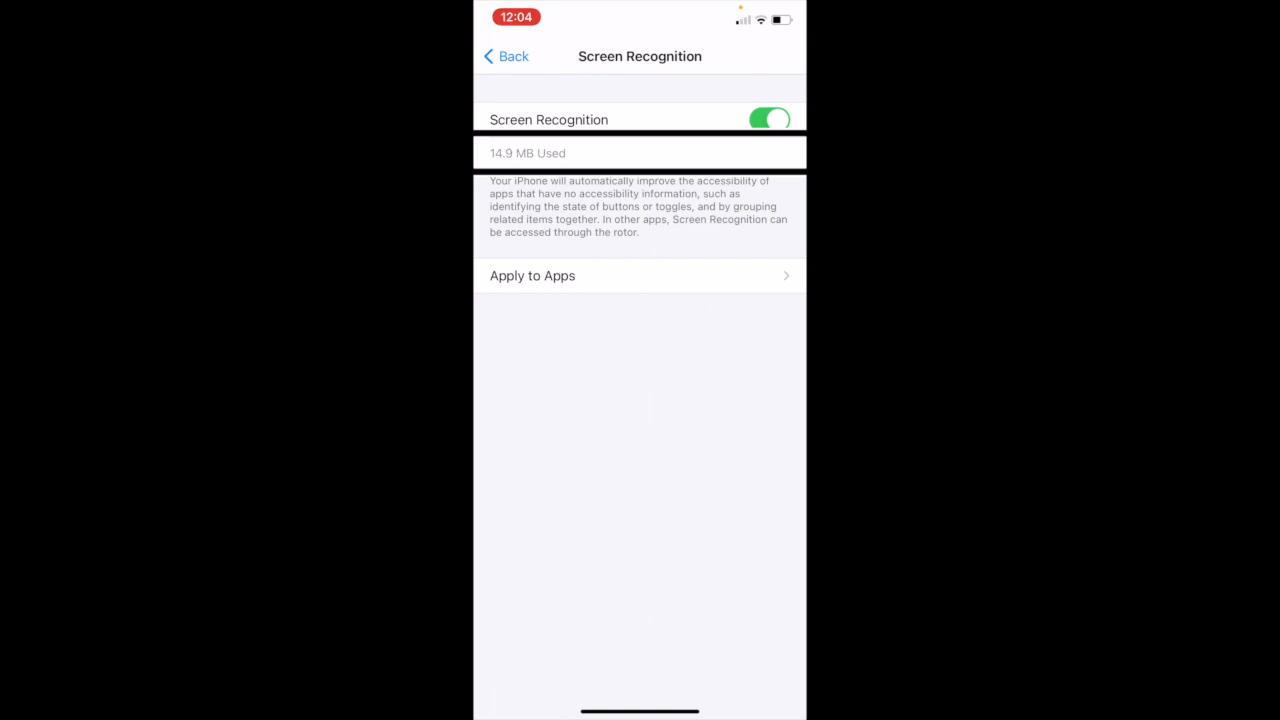 12:04
Back
Screen Recognition
Screen Recognition
14.9 MB Used
Your iPhone will automatically improve the accessibility of
apps that have no accessibility information, such as
identifying the state of buttons or toggles, and by grouping
related items together. In other apps, Screen Recognition can
be accessed through the rotor.
Apply to Apps